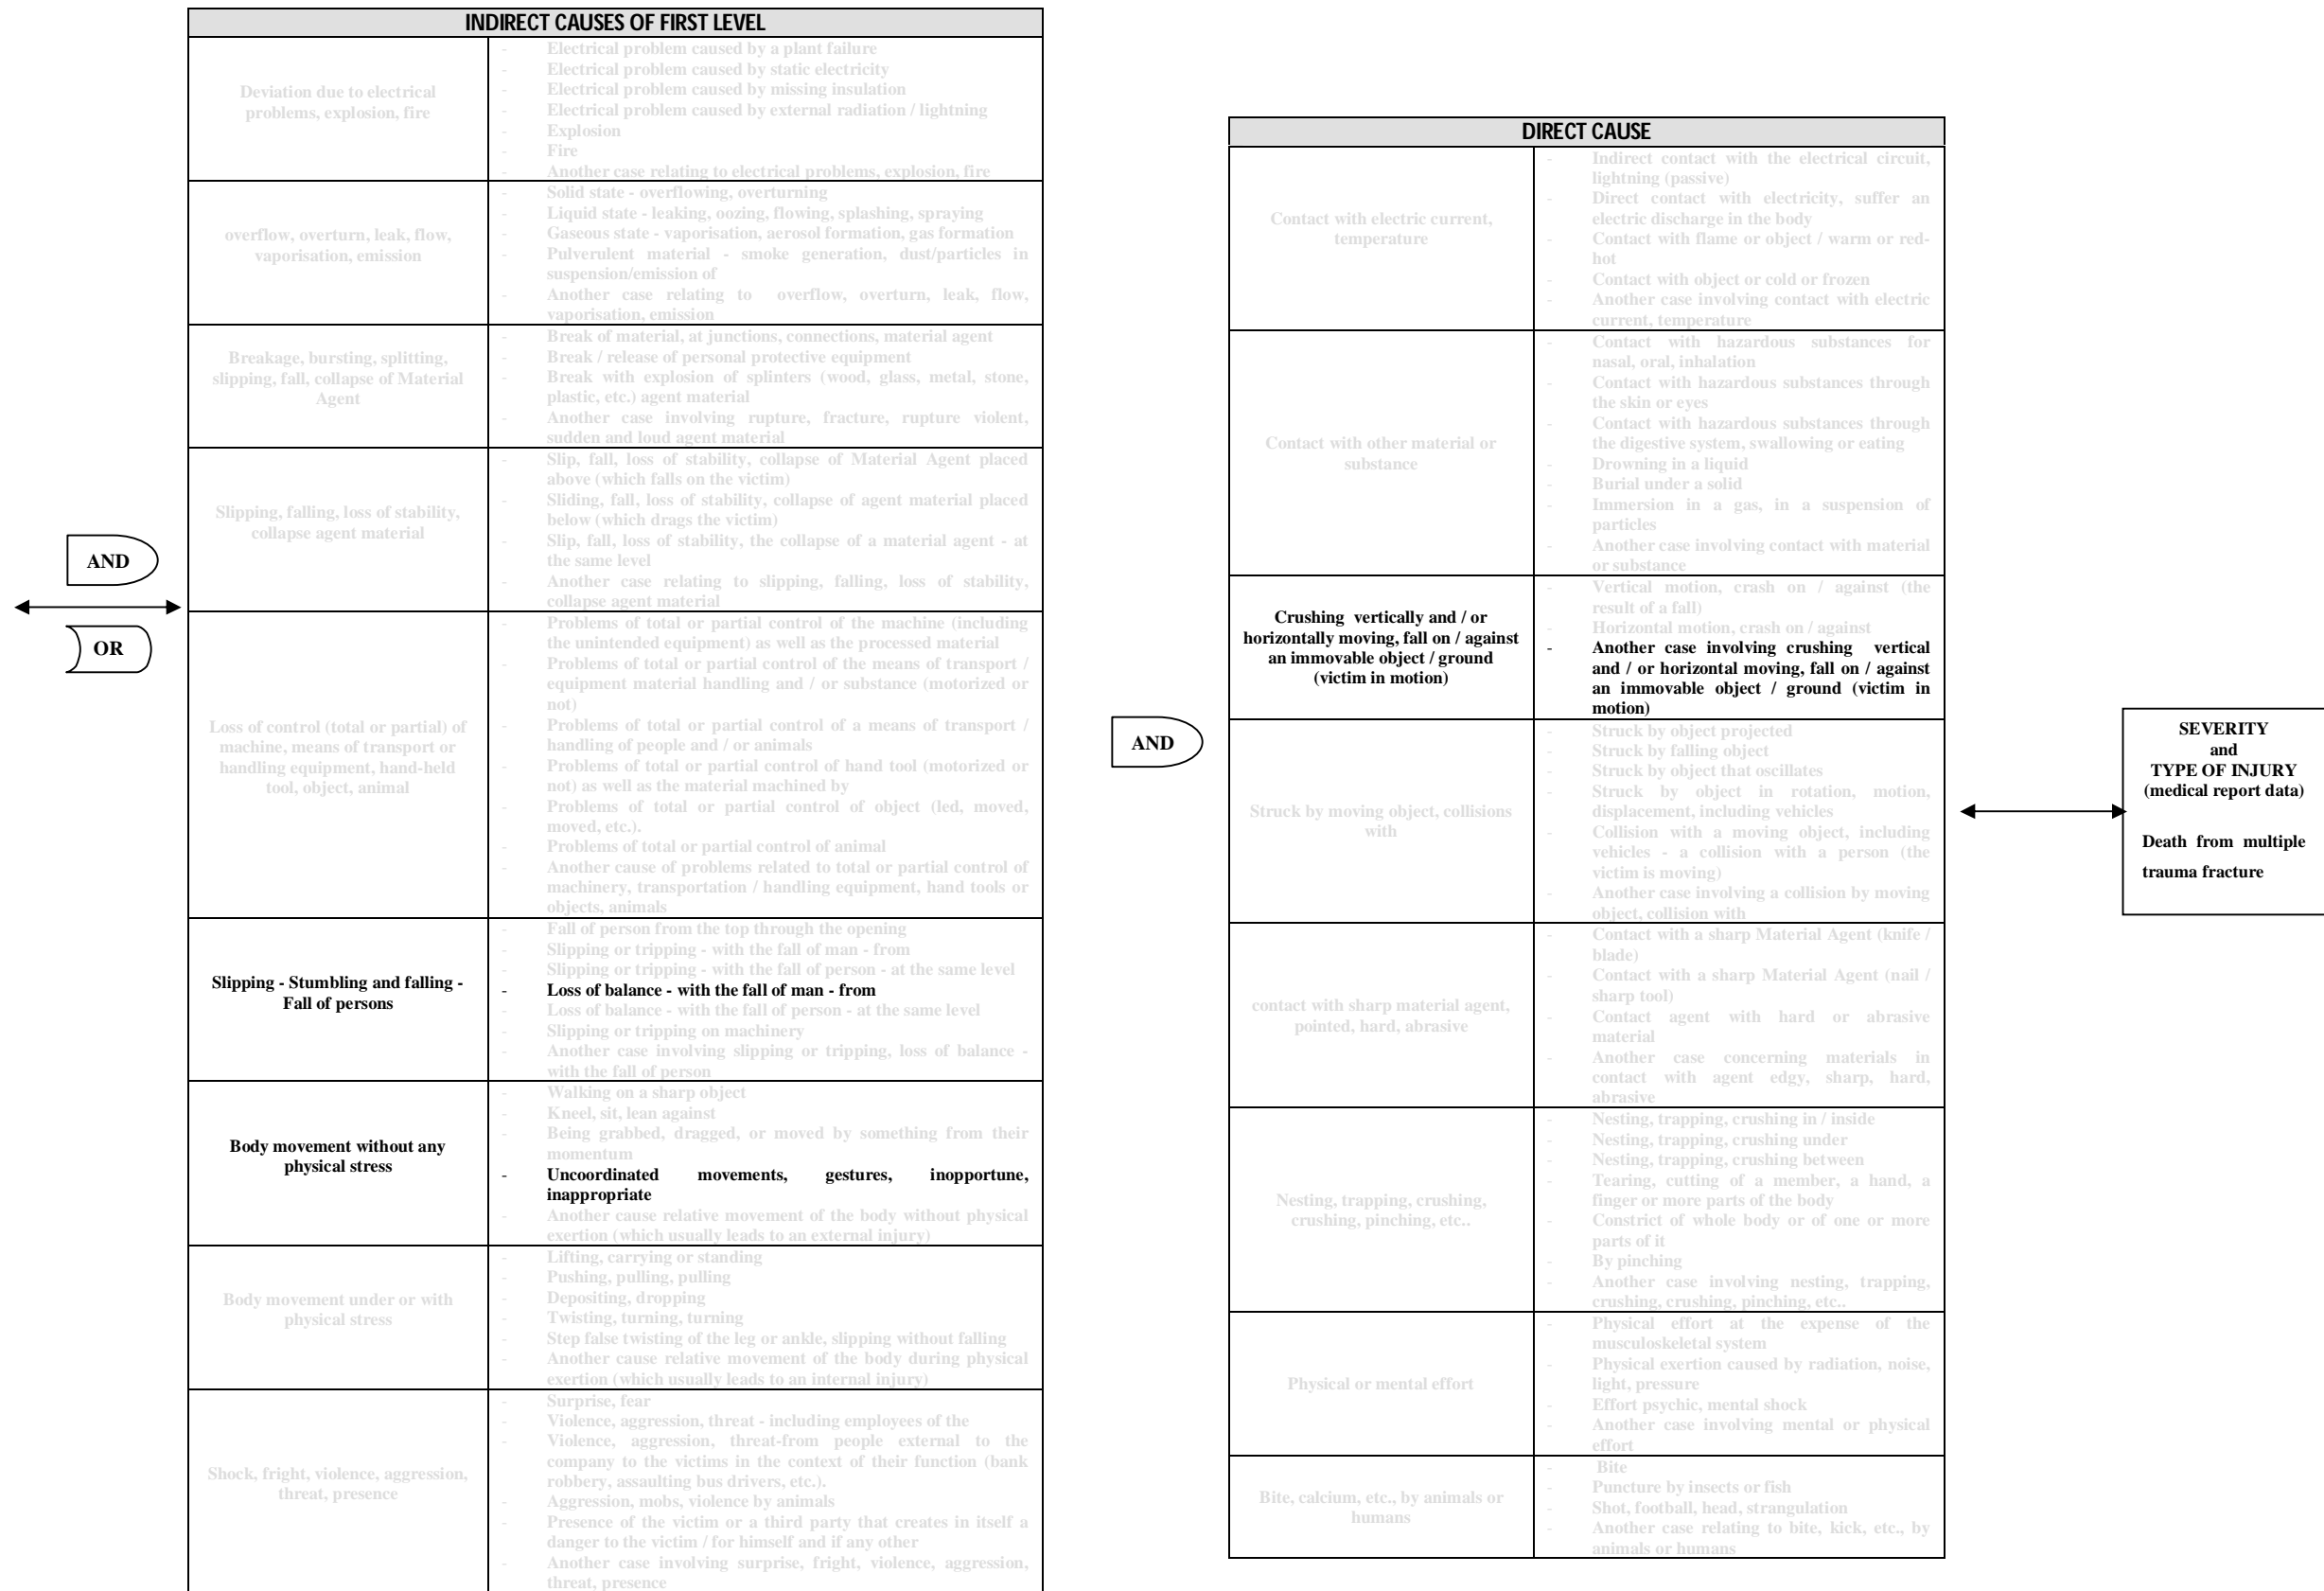 AND
OR
INDIRECT CAUSES OF FIRST LEVEL
Deviation due to electrical
problems, explosion, fire
- Electrical problem caused by a plant failure
- Electrical problem caused by static electricity
- Electrical problem caused by missing insulation
- Electrical problem caused by external radiation / lightning
- Explosion
- Fire
- Another case relating to electrical problems, explosion, fire
overflow, overturn, leak, flow,
vaporisation, emission
- Solid state - overflowing, overturning
- Liquid state - leaking, oozing, flowing, splashing, spraying
- Gaseous state - vaporisation, aerosol formation, gas formation
- Pulverulent material - smoke generation, dust/particles in
suspension/emission of
- Another case relating to overflow, overturn, leak, flow,
vaporisation, emission
Breakage, bursting, splitting,
slipping, fall, collapse of Material
Agent
- Break of material, at junctions, connections, material agent
- Break / release of personal protective equipment
- Break with explosion of splinters (wood, glass, metal, stone,
plastic, etc.) agent material
- Another case involving rupture, fracture, rupture violent,
sudden and loud agent material
Slipping, falling, loss of stability,
collapse agent material
- Slip, fall, loss of stability, collapse of Material Agent placed
above (which falls on the victim)
- Sliding, fall, loss of stability, collapse of agent material placed
below (which drags the victim)
- Slip, fall, loss of stability, the collapse of a material agent - at
the same level
- Another case relating to slipping, falling, loss of stability,
collapse agent material
Loss of control (total or partial) of
machine, means of transport or
handling equipment, hand-held
tool, object, animal
- Problems of total or partial control of the machine (including
the unintended equipment) as well as the processed material
- Problems of total or partial control of the means of transport /
equipment material handling and / or substance (motorized or
not)
- Problems of total or partial control of a means of transport /
handling of people and / or animals
- Problems of total or partial control of hand tool (motorized or
not) as well as the material machined by
- Problems of total or partial control of object (led, moved,
moved, etc.).
- Problems of total or partial control of animal
- Another cause of problems related to total or partial control of
machinery, transportation / handling equipment, hand tools or
objects, animals
Slipping - Stumbling and falling -
Fall of persons
- Fall of person from the top through the opening
- Slipping or tripping - with the fall of man - from
- Slipping or tripping - with the fall of person - at the same level
- Loss of balance - with the fall of man - from
- Loss of balance - with the fall of person - at the same level
- Slipping or tripping on machinery
- Another case involving slipping or tripping, loss of balance -
with the fall of person
Body movement without any
physical stress
- Walking on a sharp object
- Kneel, sit, lean against
- Being grabbed, dragged, or moved by something from their
momentum
- Uncoordinated movements, gestures, inopportune,
inappropriate
- Another cause relative movement of the body without physical
exertion (which usually leads to an external injury)
Body movement under or with
physical stress
- Lifting, carrying or standing
- Pushing, pulling, pulling
- Depositing, dropping
- Twisting, turning, turning
- Step false twisting of the leg or ankle, slipping without falling
- Another cause relative movement of the body during physical
exertion (which usually leads to an internal injury)
Shock, fright, violence, aggression,
threat, presence
- Surprise, fear
- Violence, aggression, threat - including employees of the
- Violence, aggression, threat-from people external to the
company to the victims in the context of their function (bank
robbery, assaulting bus drivers, etc.).
- Aggression, mobs, violence by animals
- Presence of the victim or a third party that creates in itself a
danger to the victim / for himself and if any other
- Another case involving surprise, fright, violence, aggression,
threat, presence
AND
DIRECT CAUSE
Contact with electric current,
temperature
- Indirect contact with the electrical circuit,
lightning (passive)
- Direct contact with electricity, suffer an
electric discharge in the body
- Contact with flame or object / warm or red-
hot
- Contact with object or cold or frozen
- Another case involving contact with electric
current, temperature
Contact with other material or
substance
- Contact with hazardous substances for
nasal, oral, inhalation
- Contact with hazardous substances through
the skin or eyes
- Contact with hazardous substances through
the digestive system, swallowing or eating
- Drowning in a liquid
- Burial under a solid
- Immersion in a gas, in a suspension of
particles
- Another case involving contact with material
or substance
Crushing vertically and / or
horizontally moving, fall on / against
an immovable object / ground
(victim in motion)
- Vertical motion, crash on / against (the
result of a fall)
- Horizontal motion, crash on / against
- Another case involving crushing vertical
and / or horizontal moving, fall on / against
an immovable object / ground (victim in
motion)
Struck by moving object, collisions
with
- Struck by object projected
- Struck by falling object
- Struck by object that oscillates
- Struck by object in rotation, motion,
displacement, including vehicles
- Collision with a moving object, including
vehicles - a collision with a person (the
victim is moving)
- Another case involving a collision by moving
object, collision with
contact with sharp material agent,
pointed, hard, abrasive
- Contact with a sharp Material Agent (knife /
blade)
- Contact with a sharp Material Agent (nail /
sharp tool)
- Contact agent with hard or abrasive
material
- Another case concerning materials in
contact with agent edgy, sharp, hard,
abrasive
Nesting, trapping, crushing,
crushing, pinching, etc..
- Nesting, trapping, crushing in / inside
- Nesting, trapping, crushing under
- Nesting, trapping, crushing between
- Tearing, cutting of a member, a hand, a
finger or more parts of the body
- Constrict of whole body or of one or more
parts of it
- By pinching
- Another case involving nesting, trapping,
crushing, crushing, pinching, etc..
Physical or mental effort
- Physical effort at the expense of the
musculoskeletal system
- Physical exertion caused by radiation, noise,
light, pressure
- Effort psychic, mental shock
- Another case involving mental or physical
effort
Bite, calcium, etc., by animals or
humans
- Bite
- Puncture by insects or fish
- Shot, football, head, strangulation
- Another case relating to bite, kick, etc., by
animals or humans
SEVERITY
and
TYPE OF INJURY
(medical report data)
Death from multiple
trauma fracture